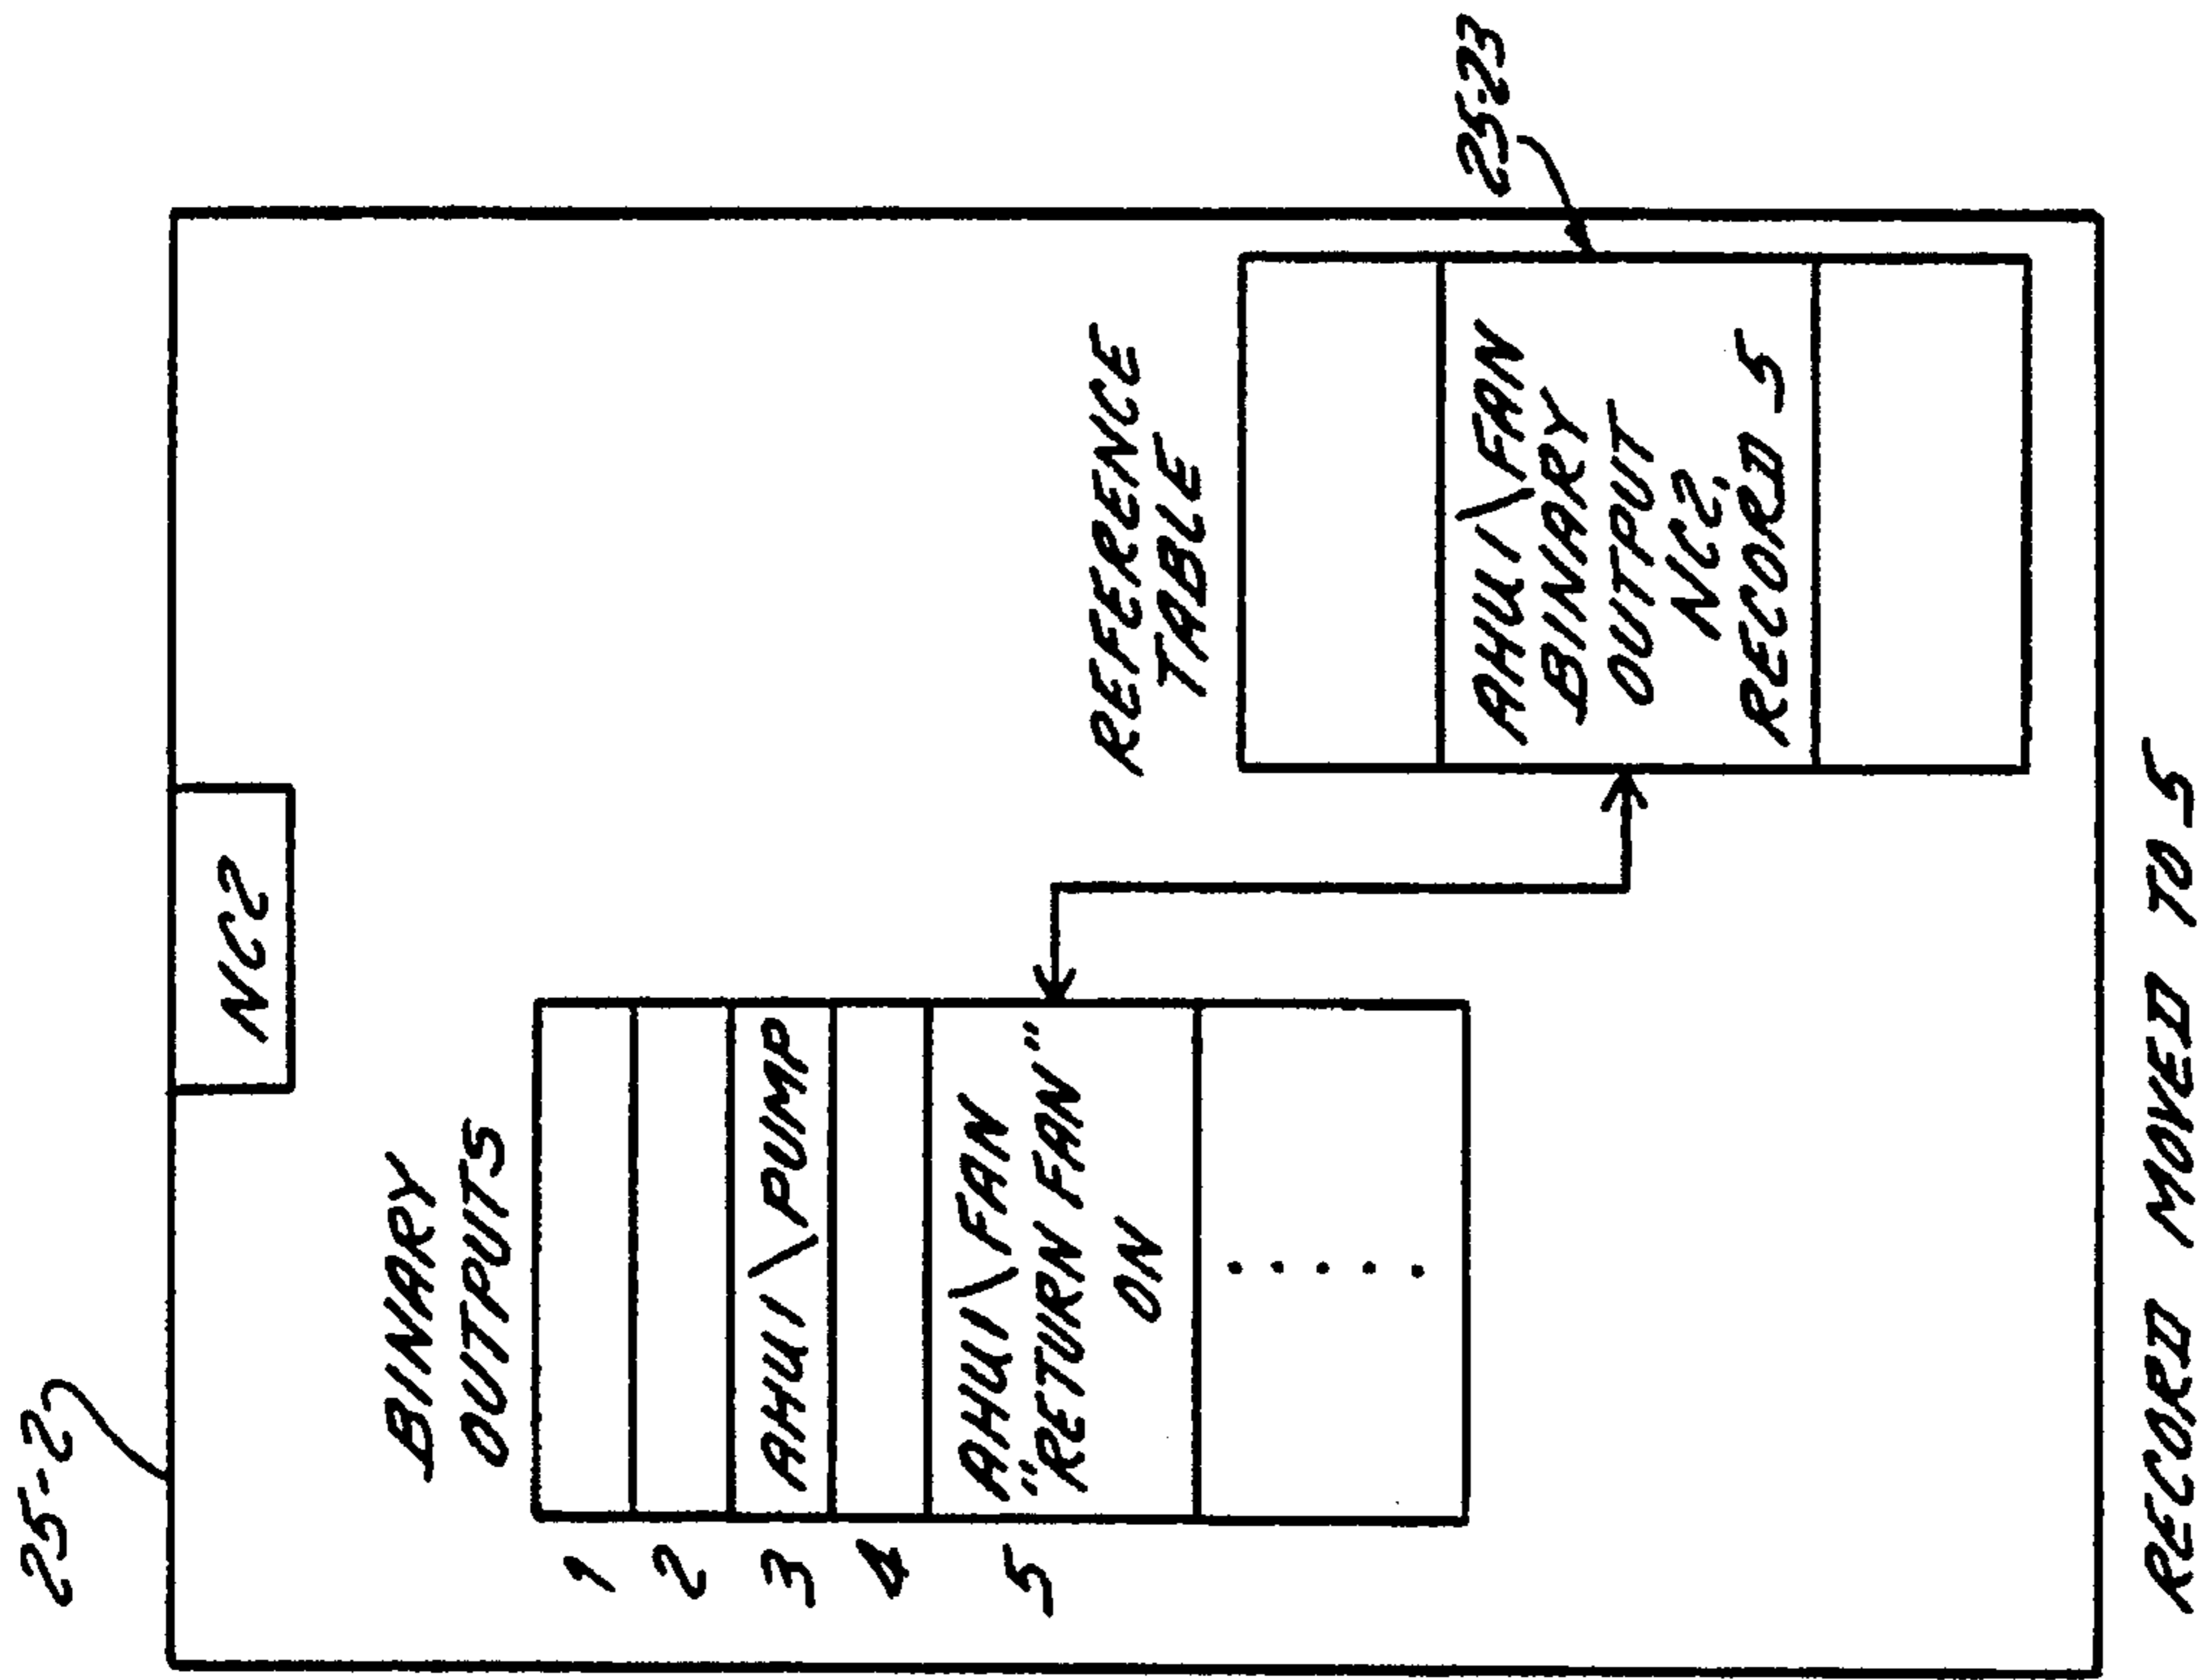 25-2
NC2
BINARY
OUTPUTS
1
2
3 AHU1\PUMP
4
5 AHU1\FAN
"RETURN FAN"
ON
.....
REFERENCE
TABLE
AHU1\FAN
BINARY
OUTPUT
NC2,
RECORD 5
25-23
RECORD MOVED TO 5